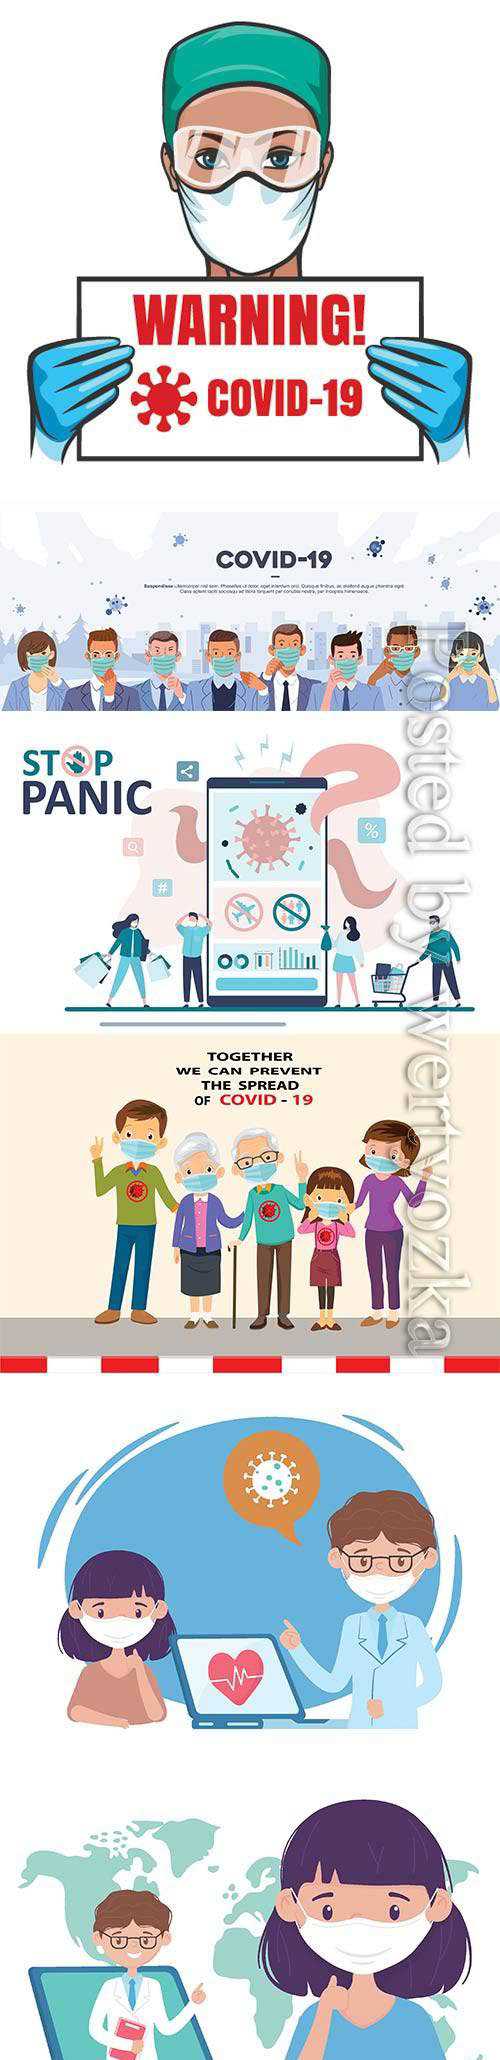 WARNING!
COVID-19
COVID-19
STOP
PANIC
#
%
TOGETHER
WE CAN PREVENT
THE SPREAD
OF COVID - 19
Posted by wertyozka